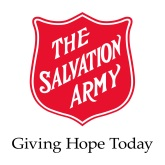 THE
SALVATION
ARMY
Giving Hope Today